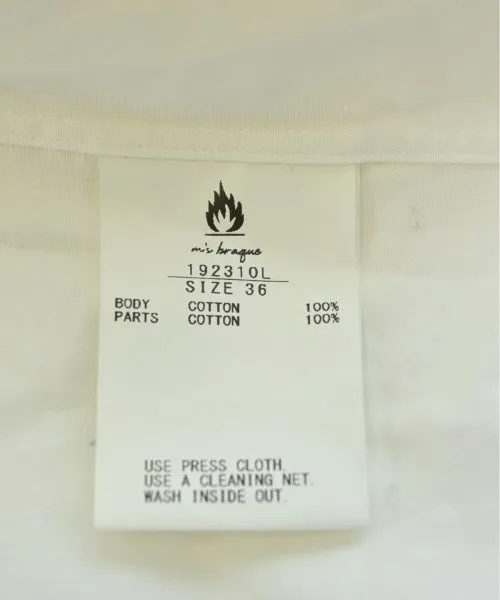 m's braque
192310L
SIZE 36
BODY COTTON 100%
PARTS COTTON 100%
USE PRESS CLOTH.
USE A CLEANING NET.
WASH INSIDE OUT.